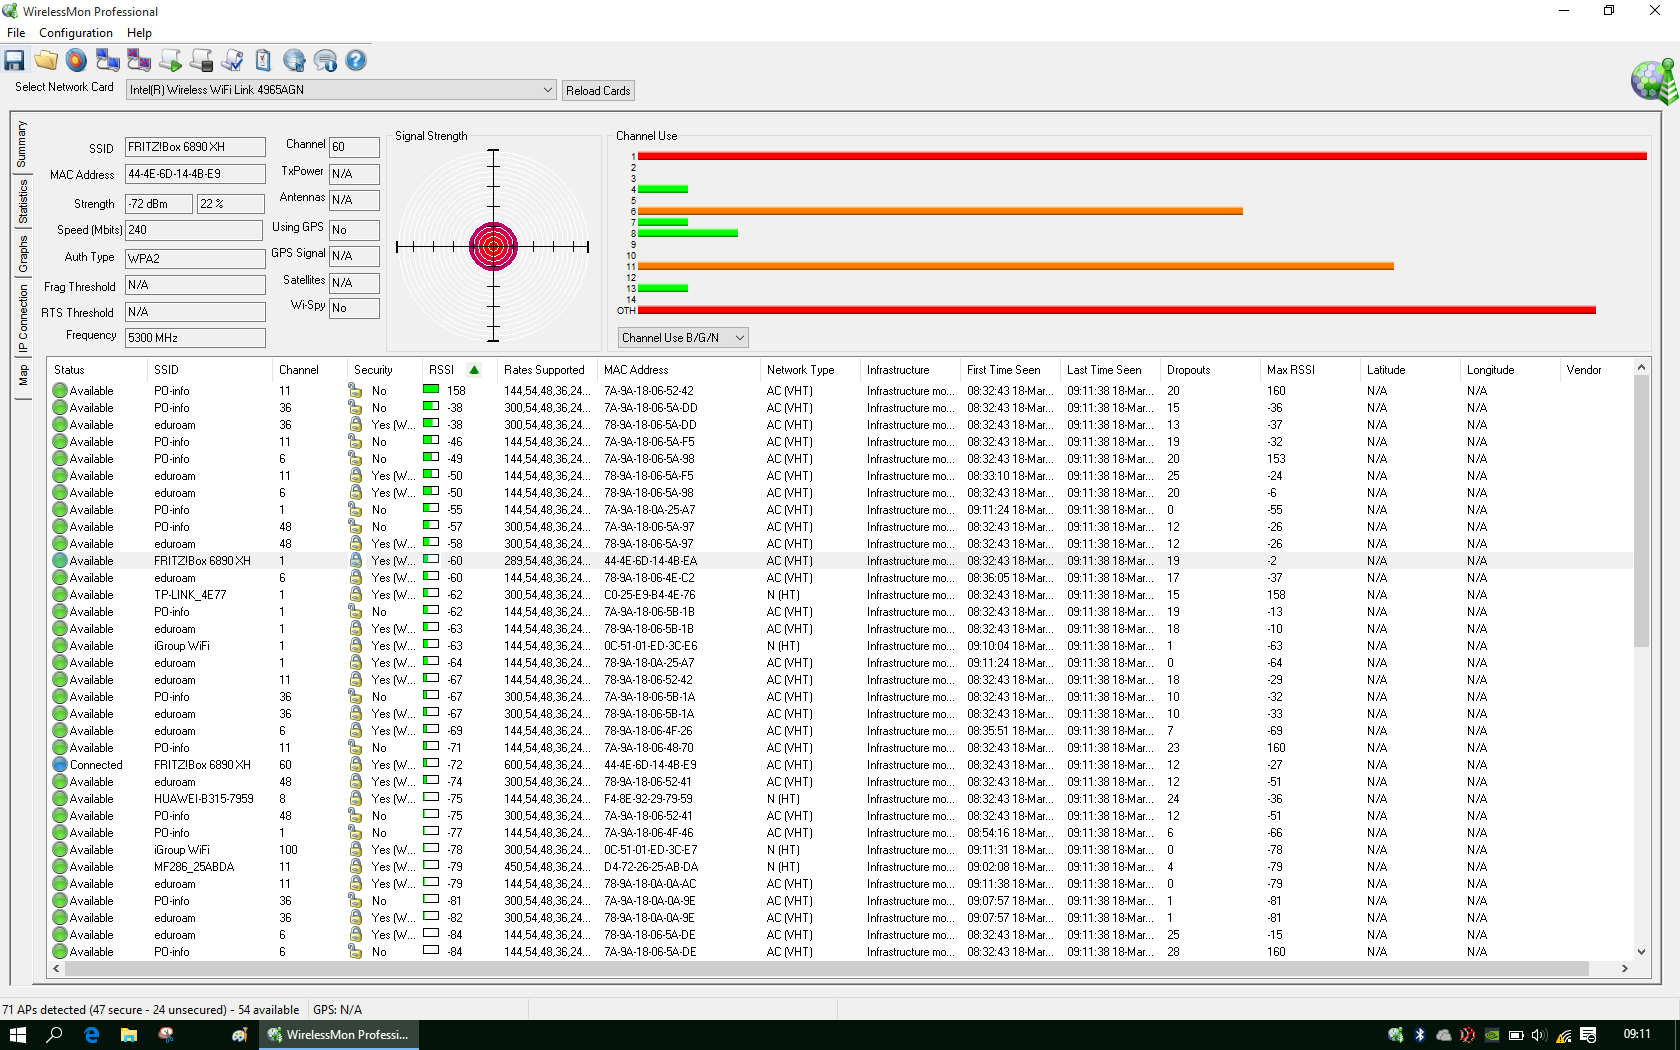 WirelessMon Professional
File Configuration Help
Select Network Card Intel(R) Wireless WiFi Link 4965AGN Reload Cards
Summary
Statistics
Graphs
IP Connection
Map
SSID FRITZ!Box 6890 XH
MAC Address 44-4E-6D-14-4B-E9
Strength -72 dBm 22 %
Speed (Mbits) 240
Auth Type WPA2
Frag Threshold N/A
RTS Threshold N/A
Frequency 5300 MHz
Channel 60
TxPower N/A
Antennas N/A
Using GPS No
GPS Signal N/A
Satellites N/A
Wi-Spy No
Signal Strength
Channel Use
1
2
3
4
5
6
7
8
9
10
11
12
13
14
OTH
Channel Use B/G/N
Status SSID Channel Security RSSI Rates Supported MAC Address Network Type Infrastructure First Time Seen Last Time Seen Dropouts Max RSSI Latitude Longitude Vendor
Available PO-info 11 No 158 144,54,48,36,24... 7A-9A-18-06-52-42 AC (VHT) Infrastructure mo... 08:32:43 18-Mar... 09:11:38 18-Mar... 20 160 N/A N/A
Available PO-info 36 No -38 300,54,48,36,24... 7A-9A-18-06-5A-DD AC (VHT) Infrastructure mo... 08:32:43 18-Mar... 09:11:38 18-Mar... 15 -36 N/A N/A
Available eduroam 36 Yes (W... -38 300,54,48,36,24... 78-9A-18-06-5A-DD AC (VHT) Infrastructure mo... 08:32:43 18-Mar... 09:11:38 18-Mar... 13 -37 N/A N/A
Available PO-info 11 No -46 144,54,48,36,24... 7A-9A-18-06-5A-F5 AC (VHT) Infrastructure mo... 08:32:43 18-Mar... 09:11:38 18-Mar... 19 -32 N/A N/A
Available PO-info 6 No -49 144,54,48,36,24... 7A-9A-18-06-5A-98 AC (VHT) Infrastructure mo... 08:32:43 18-Mar... 09:11:38 18-Mar... 20 153 N/A N/A
Available eduroam 11 Yes (W... -50 144,54,48,36,24... 78-9A-18-06-5A-F5 AC (VHT) Infrastructure mo... 08:33:10 18-Mar... 09:11:38 18-Mar... 25 -24 N/A N/A
Available eduroam 6 Yes (W... -50 144,54,48,36,24... 78-9A-18-06-5A-98 AC (VHT) Infrastructure mo... 08:32:43 18-Mar... 09:11:38 18-Mar... 20 -6 N/A N/A
Available PO-info 1 No -55 144,54,48,36,24... 7A-9A-18-0A-25-A7 AC (VHT) Infrastructure mo... 09:11:24 18-Mar... 09:11:38 18-Mar... 0 -55 N/A N/A
Available PO-info 48 No -57 300,54,48,36,24... 7A-9A-18-06-5A-97 AC (VHT) Infrastructure mo... 08:32:43 18-Mar... 09:11:38 18-Mar... 12 -26 N/A N/A
Available eduroam 48 Yes (W... -58 300,54,48,36,24... 78-9A-18-06-5A-97 AC (VHT) Infrastructure mo... 08:32:43 18-Mar... 09:11:38 18-Mar... 12 -26 N/A N/A
Available FRITZ!Box 6890 XH 1 Yes (W... -60 289,54,48,36,24... 44-4E-6D-14-4B-EA AC (VHT) Infrastructure mo... 08:32:43 18-Mar... 09:11:38 18-Mar... 19 -2 N/A N/A
Available eduroam 6 Yes (W... -60 144,54,48,36,24... 78-9A-18-06-4E-C2 AC (VHT) Infrastructure mo... 08:36:05 18-Mar... 09:11:38 18-Mar... 17 -37 N/A N/A
Available TP-LINK_4E77 1 Yes (W... -62 300,54,48,36,24... C0-25-E9-B4-4E-76 N (HT) Infrastructure mo... 08:32:43 18-Mar... 09:11:38 18-Mar... 15 158 N/A N/A
Available PO-info 1 No -62 144,54,48,36,24... 7A-9A-18-06-5B-1B AC (VHT) Infrastructure mo... 08:32:43 18-Mar... 09:11:38 18-Mar... 19 -13 N/A N/A
Available eduroam 1 Yes (W... -63 144,54,48,36,24... 78-9A-18-06-5B-1B AC (VHT) Infrastructure mo... 08:32:43 18-Mar... 09:11:38 18-Mar... 18 -10 N/A N/A
Available iGroup WiFi 1 Yes (W... -63 144,54,48,36,24... 0C-51-01-ED-3C-E6 N (HT) Infrastructure mo... 09:10:04 18-Mar... 09:11:38 18-Mar... 1 -63 N/A N/A
Available eduroam 1 Yes (W... -64 144,54,48,36,24... 78-9A-18-0A-25-A7 AC (VHT) Infrastructure mo... 09:11:24 18-Mar... 09:11:38 18-Mar... 0 -64 N/A N/A
Available eduroam 11 Yes (W... -67 144,54,48,36,24... 78-9A-18-06-52-42 AC (VHT) Infrastructure mo... 08:32:43 18-Mar... 09:11:38 18-Mar... 18 -29 N/A N/A
Available PO-info 36 No -67 300,54,48,36,24... 7A-9A-18-06-5B-1A AC (VHT) Infrastructure mo... 08:32:43 18-Mar... 09:11:38 18-Mar... 10 -32 N/A N/A
Available eduroam 36 Yes (W... -67 300,54,48,36,24... 78-9A-18-06-5B-1A AC (VHT) Infrastructure mo... 08:32:43 18-Mar... 09:11:38 18-Mar... 10 -33 N/A N/A
Available eduroam 6 Yes (W... -69 144,54,48,36,24... 78-9A-18-06-4F-26 AC (VHT) Infrastructure mo... 08:35:51 18-Mar... 09:11:38 18-Mar... 7 -69 N/A N/A
Available PO-info 11 No -71 144,54,48,36,24... 7A-9A-18-06-48-70 AC (VHT) Infrastructure mo... 08:32:43 18-Mar... 09:11:38 18-Mar... 23 160 N/A N/A
Connected FRITZ!Box 6890 XH 60 Yes (W... -72 600,54,48,36,24... 44-4E-6D-14-4B-E9 AC (VHT) Infrastructure mo... 08:32:43 18-Mar... 09:11:38 18-Mar... 12 -27 N/A N/A
Available eduroam 48 Yes (W... -74 300,54,48,36,24... 78-9A-18-06-52-41 AC (VHT) Infrastructure mo... 08:32:43 18-Mar... 09:11:38 18-Mar... 12 -51 N/A N/A
Available HUAWEI-B315-7959 8 Yes (W... -75 144,54,48,36,24... F4-8E-92-29-79-59 N (HT) Infrastructure mo... 08:32:43 18-Mar... 09:11:38 18-Mar... 24 -36 N/A N/A
Available PO-info 48 No -75 300,54,48,36,24... 7A-9A-18-06-52-41 AC (VHT) Infrastructure mo... 08:32:43 18-Mar... 09:11:38 18-Mar... 12 -51 N/A N/A
Available PO-info 1 No -77 144,54,48,36,24... 7A-9A-18-06-4F-46 AC (VHT) Infrastructure mo... 08:54:16 18-Mar... 09:11:38 18-Mar... 6 -66 N/A N/A
Available iGroup WiFi 100 Yes (W... -78 300,54,48,36,24... 0C-51-01-ED-3C-E7 N (HT) Infrastructure mo... 09:11:31 18-Mar... 09:11:38 18-Mar... 0 -78 N/A N/A
Available MF286_25ABDA 11 Yes (W... -79 450,54,48,36,24... D4-72-26-25-AB-DA N (HT) Infrastructure mo... 09:02:08 18-Mar... 09:11:38 18-Mar... 4 -79 N/A N/A
Available eduroam 11 Yes (W... -79 144,54,48,36,24... 78-9A-18-0A-0A-AC AC (VHT) Infrastructure mo... 09:11:38 18-Mar... 09:11:38 18-Mar... 0 -79 N/A N/A
Available PO-info 36 No -81 300,54,48,36,24... 7A-9A-18-0A-0A-9E AC (VHT) Infrastructure mo... 09:07:57 18-Mar... 09:11:38 18-Mar... 1 -81 N/A N/A
Available eduroam 36 Yes (W... -82 300,54,48,36,24... 78-9A-18-0A-0A-9E AC (VHT) Infrastructure mo... 09:07:57 18-Mar... 09:11:38 18-Mar... 1 -81 N/A N/A
Available eduroam 6 Yes (W... -84 144,54,48,36,24... 78-9A-18-06-5A-DE AC (VHT) Infrastructure mo... 08:32:43 18-Mar... 09:11:38 18-Mar... 25 -15 N/A N/A
Available PO-info 6 No -84 144,54,48,36,24... 7A-9A-18-06-5A-DE AC (VHT) Infrastructure mo... 08:32:43 18-Mar... 09:11:38 18-Mar... 28 160 N/A N/A
71 APs detected (47 secure - 24 unsecured) - 54 available GPS: N/A
WirelessMon Professi... 09:11